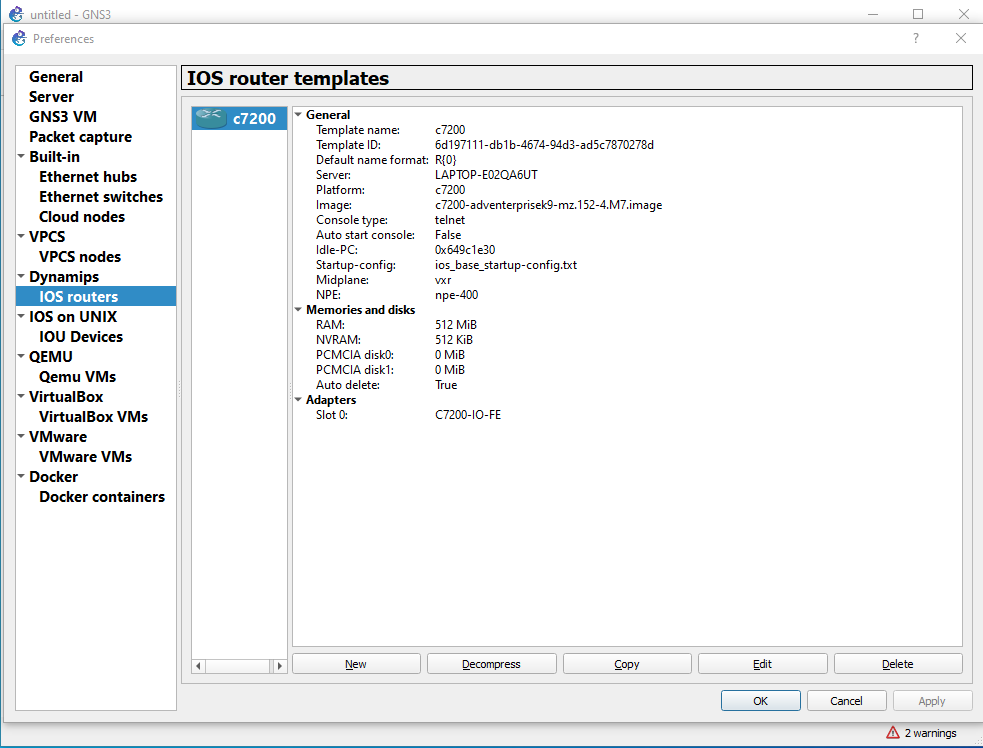 untitled - GNS3
Preferences
?
General
Server
GNS3 VM
Packet capture
Built-in
Ethernet hubs
Ethernet switches
Cloud nodes
VPCS
VPCS nodes
Dynamips
IOS routers
IOS on UNIX
IOU Devices
QEMU
Qemu VMs
VirtualBox
VirtualBox VMs
VMware
VMware VMs
Docker
Docker containers
IOS router templates
c7200
General
Template name: c7200
Template ID: 6d197111-db1b-4674-94d3-ad5c7870278d
Default name format: R{0}
Server: LAPTOP-E02QA6UT
Platform: c7200
Image: c7200-adventerprisek9-mz.152-4.M7.image
Console type: telnet
Auto start console: False
Idle-PC: 0x649c1e30
Startup-config: ios_base_startup-config.txt
Midplane: vxr
NPE: npe-400
Memories and disks
RAM: 512 MiB
NVRAM: 512 KiB
PCMCIA disk0: 0 MiB
PCMCIA disk1: 0 MiB
Auto delete: True
Adapters
Slot 0: C7200-IO-FE
New Decompress Copy Edit Delete
OK Cancel Apply
2 warnings